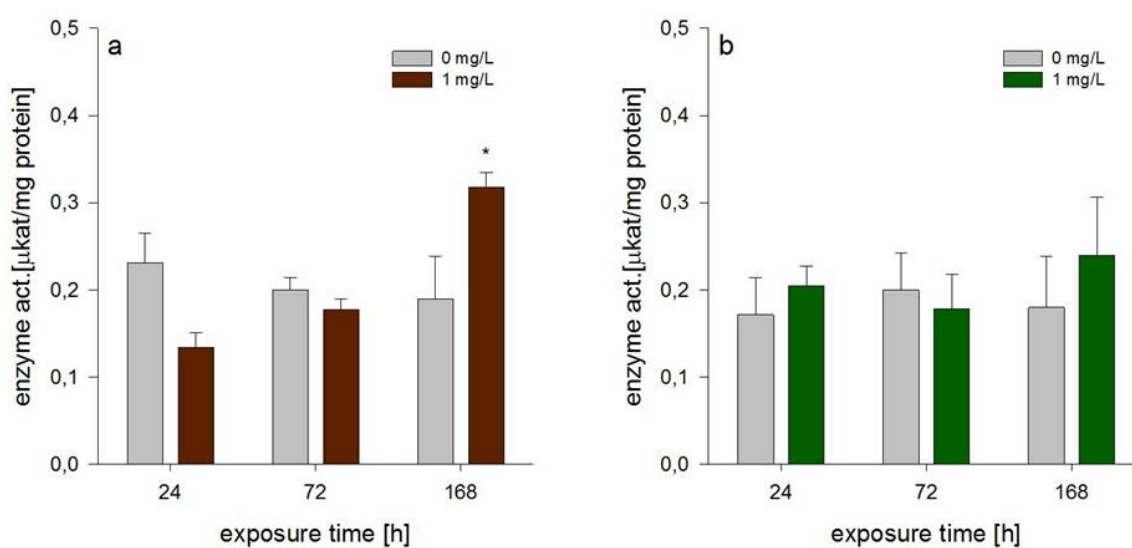 a
0 mg/L
1 mg/L
*
0,5
0,4
0,3
0,2
0,1
0,0
enzyme act.[µkat/mg protein)
24 72 168
exposure time [h]
b
0 mg/L
1 mg/L
0,5
0,4
0,3
0,2
0,1
0,0
enzyme act.[µkat/mg protein)
24 72 168
exposure time [h]